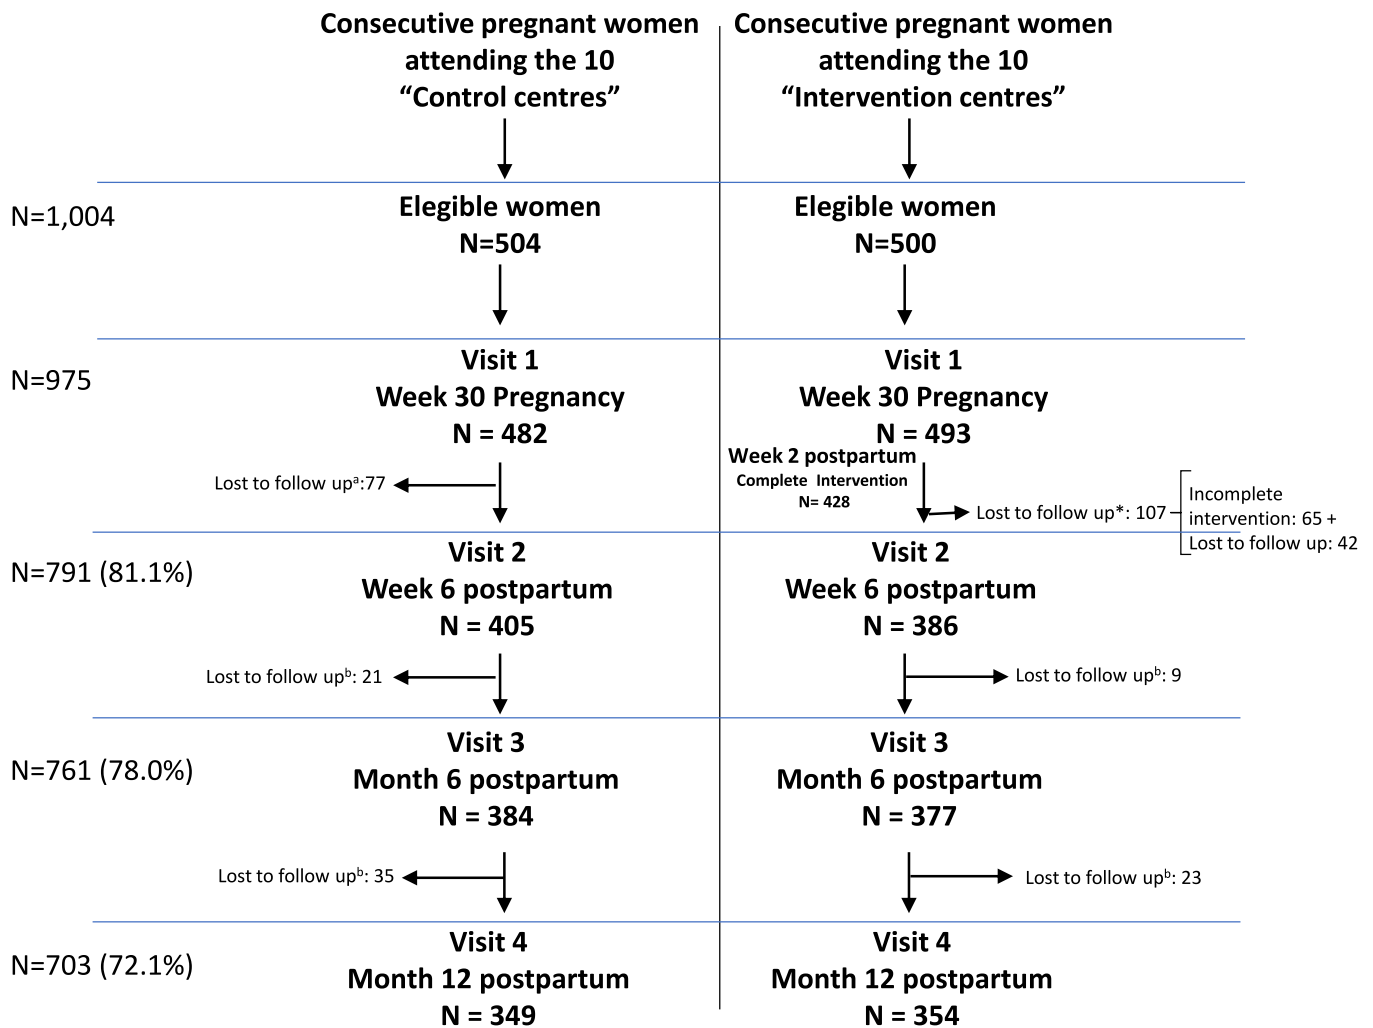 Consecutive pregnant women
attending the 10
“Control centres”
Consecutive pregnant women
attending the 10
“Intervention centres”
N=1,004
Elegible women
N=504
Elegible women
N=500
N=975
Visit 1
Week 30 Pregnancy
N = 482
Visit 1
Week 30 Pregnancy
N = 493
Lost to follow upᵃ:77
Week 2 postpartum
Complete Intervention
N= 428
Lost to follow up*: 107
Incomplete
intervention: 65 +
Lost to follow up: 42
N=791 (81.1%)
Visit 2
Week 6 postpartum
N = 405
Visit 2
Week 6 postpartum
N = 386
Lost to follow upᵇ: 21
Lost to follow upᵇ: 9
N=761 (78.0%)
Visit 3
Month 6 postpartum
N = 384
Visit 3
Month 6 postpartum
N = 377
Lost to follow upᵇ: 35
Lost to follow upᵇ: 23
N=703 (72.1%)
Visit 4
Month 12 postpartum
N = 349
Visit 4
Month 12 postpartum
N = 354